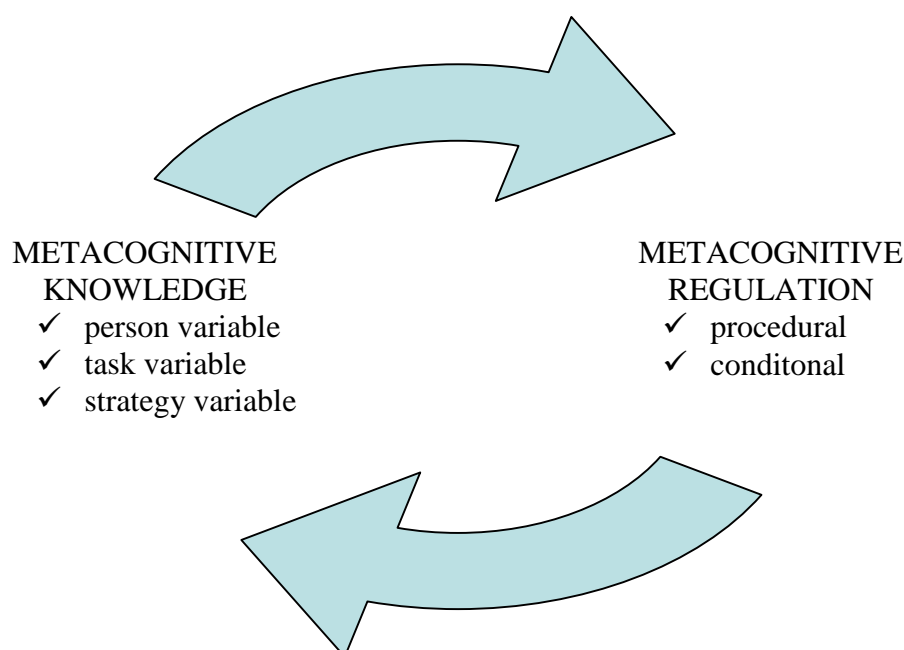 METACOGNITIVE
KNOWLEDGE
✓ person variable
✓ task variable
✓ strategy variable
METACOGNITIVE
REGULATION
✓ procedural
✓ conditonal